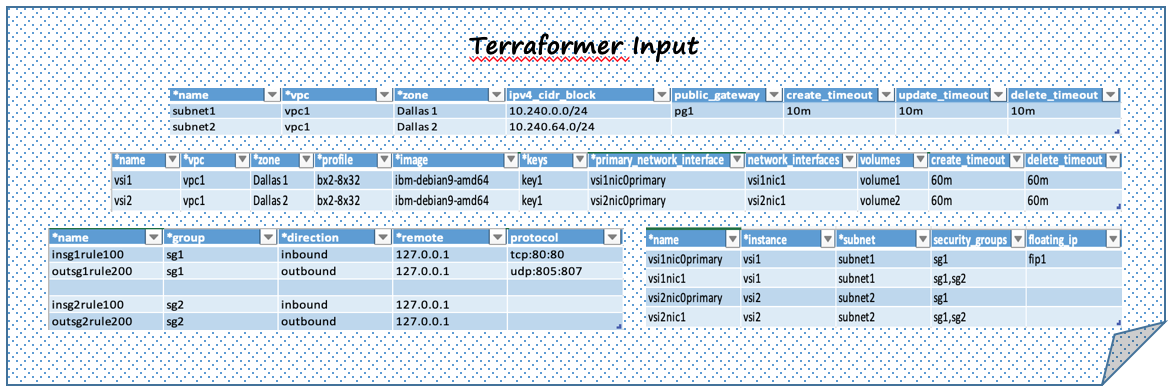 Terraformer Input
*name *vpc *zone ipv4_cidr_block public_gateway create_timeout update_timeout delete_timeout
subnet1 vpc1 Dallas 1 10.240.0.0/24 pg1 10m 10m 10m
subnet2 vpc1 Dallas 2 10.240.64.0/24
*name *vpc *zone *profile *image *keys *primary_network_interface network_interfaces volumes create_timeout delete_timeout
vsi1 vpc1 Dallas 1 bx2-8x32 ibm-debian9-amd64 key1 vsi1nic0primary vsi1nic1 volume1 60m 60m
vsi2 vpc1 Dallas 2 bx2-8x32 ibm-debian9-amd64 key1 vsi2nic0primary vsi2nic1 volume2 60m 60m
*name *group *direction *remote protocol
insg1rule100 sg1 inbound 127.0.0.1 tcp:80:80
outsg1rule200 sg1 outbound 127.0.0.1 udp:805:807
insg2rule100 sg2 inbound 127.0.0.1
outsg2rule200 sg2 outbound 127.0.0.1
*name *instance *subnet security_groups floating_ip
vsi1nic0primary vsi1 subnet1 sg1 fip1
vsi1nic1 vsi1 subnet1 sg1,sg2
vsi2nic0primary vsi2 subnet2 sg1
vsi2nic1 vsi2 subnet2 sg1,sg2